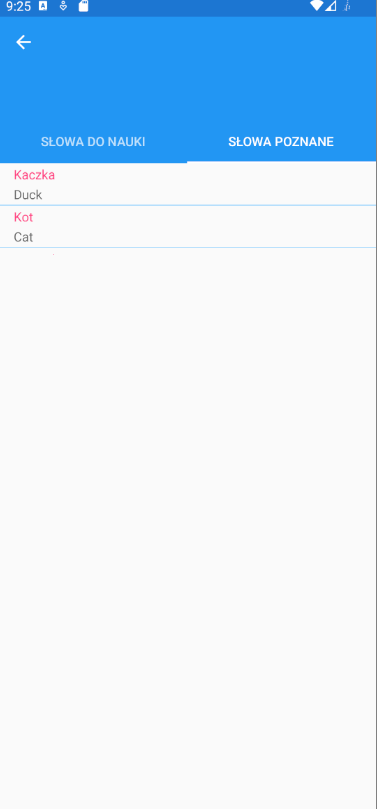 9:25
SŁOWA DO NAUKI
SŁOWA POZNANE
Kaczka
Duck
Kot
Cat